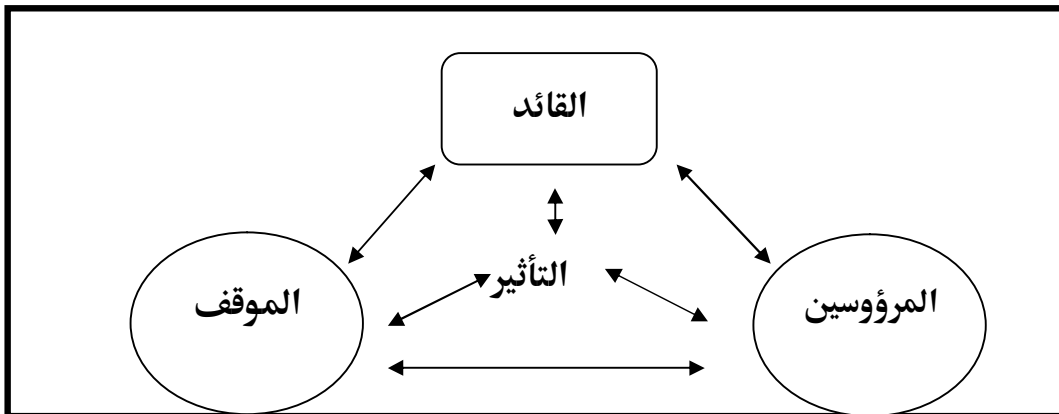 القائد
التأثير
المرؤوسين
الموقف